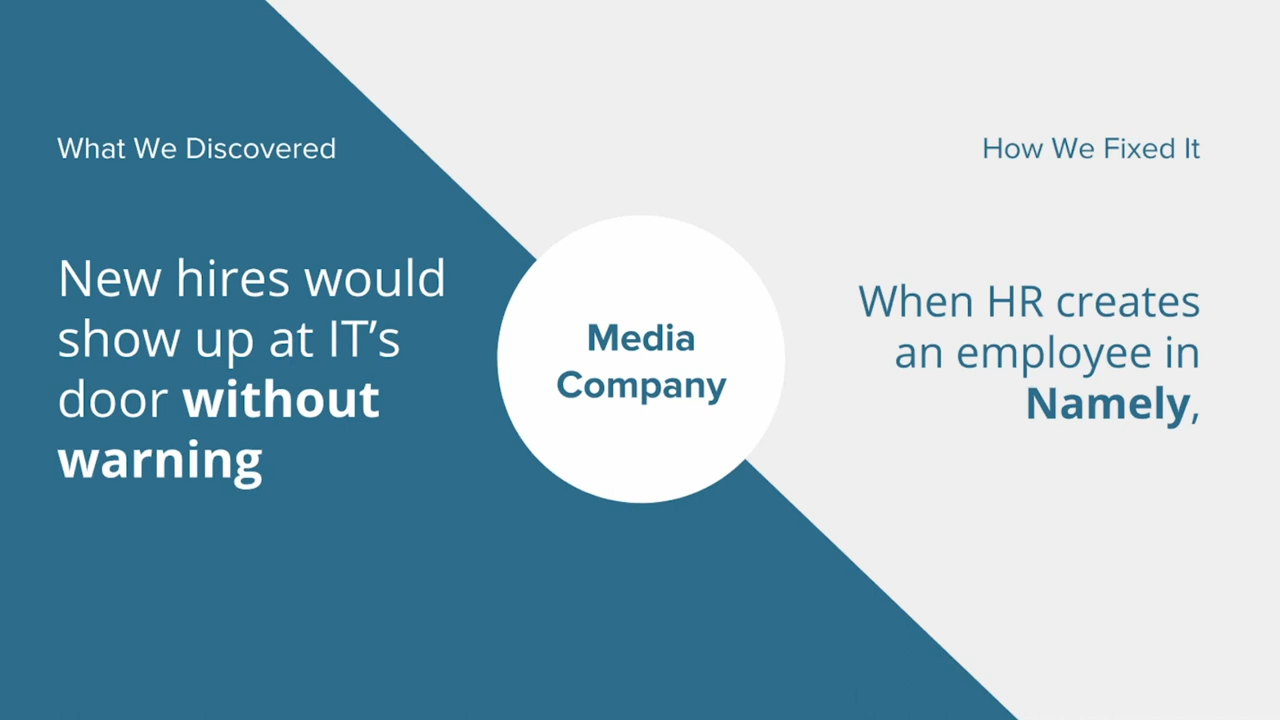 What We Discovered
New hires would
show up at IT’s
door without
warning
Media
Company
How We Fixed It
When HR creates
an employee in
Namely,